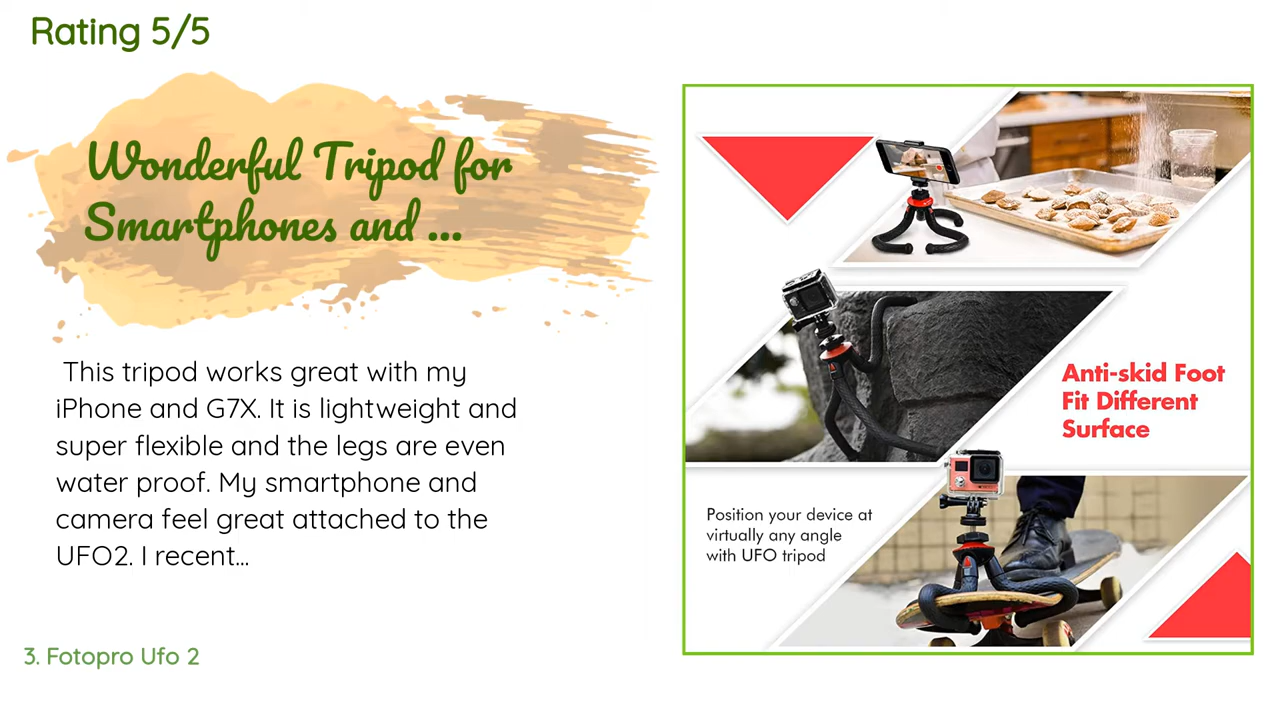 Rating 5/5
Wonderful Tripod for
Smartphones and ...
This tripod works great with my
iPhone and G7X. It is lightweight and
super flexible and the legs are even
water proof. My smartphone and
camera feel great attached to the
UFO2. I recent...
3. Fotopro Ufo 2
Anti-skid Foot
Fit Different
Surface
Position your device at
virtually any angle
with UFO tripod